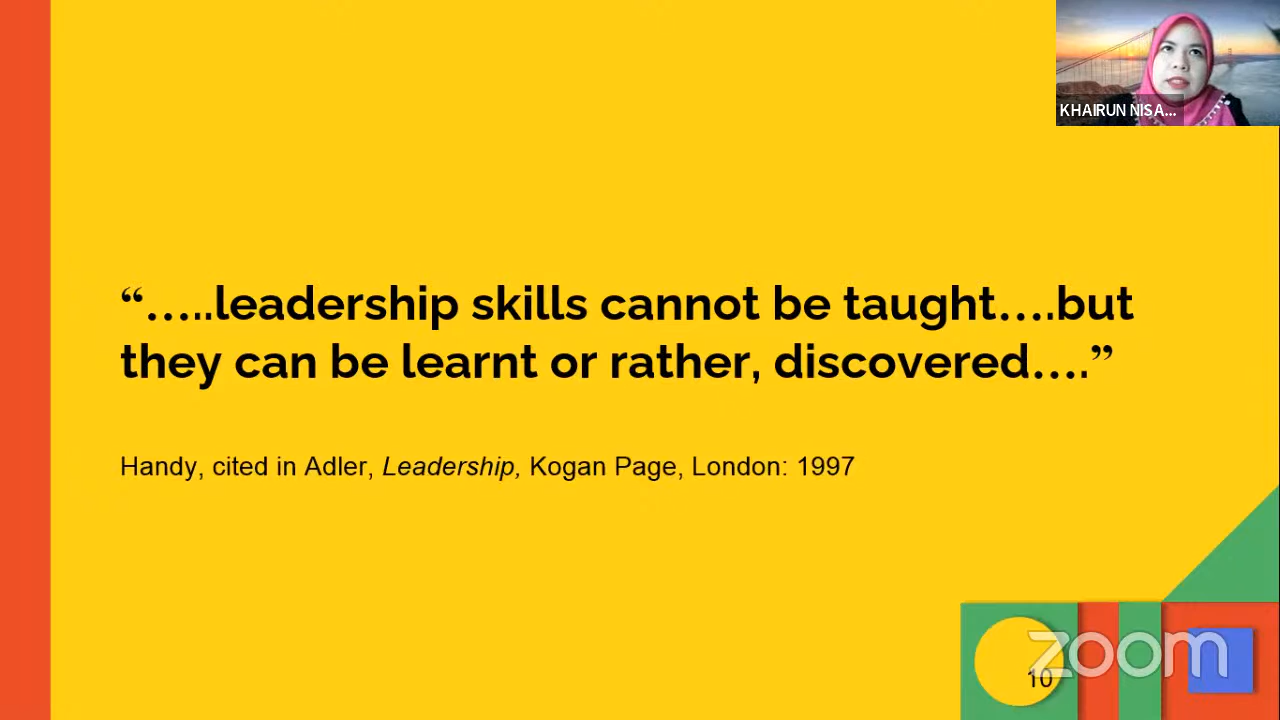 KHAIRUN NISA...
“.....leadership skills cannot be taught....but
they can be learnt or rather, discovered....”
Handy, cited in Adler, Leadership, Kogan Page, London: 1997
zoom
10